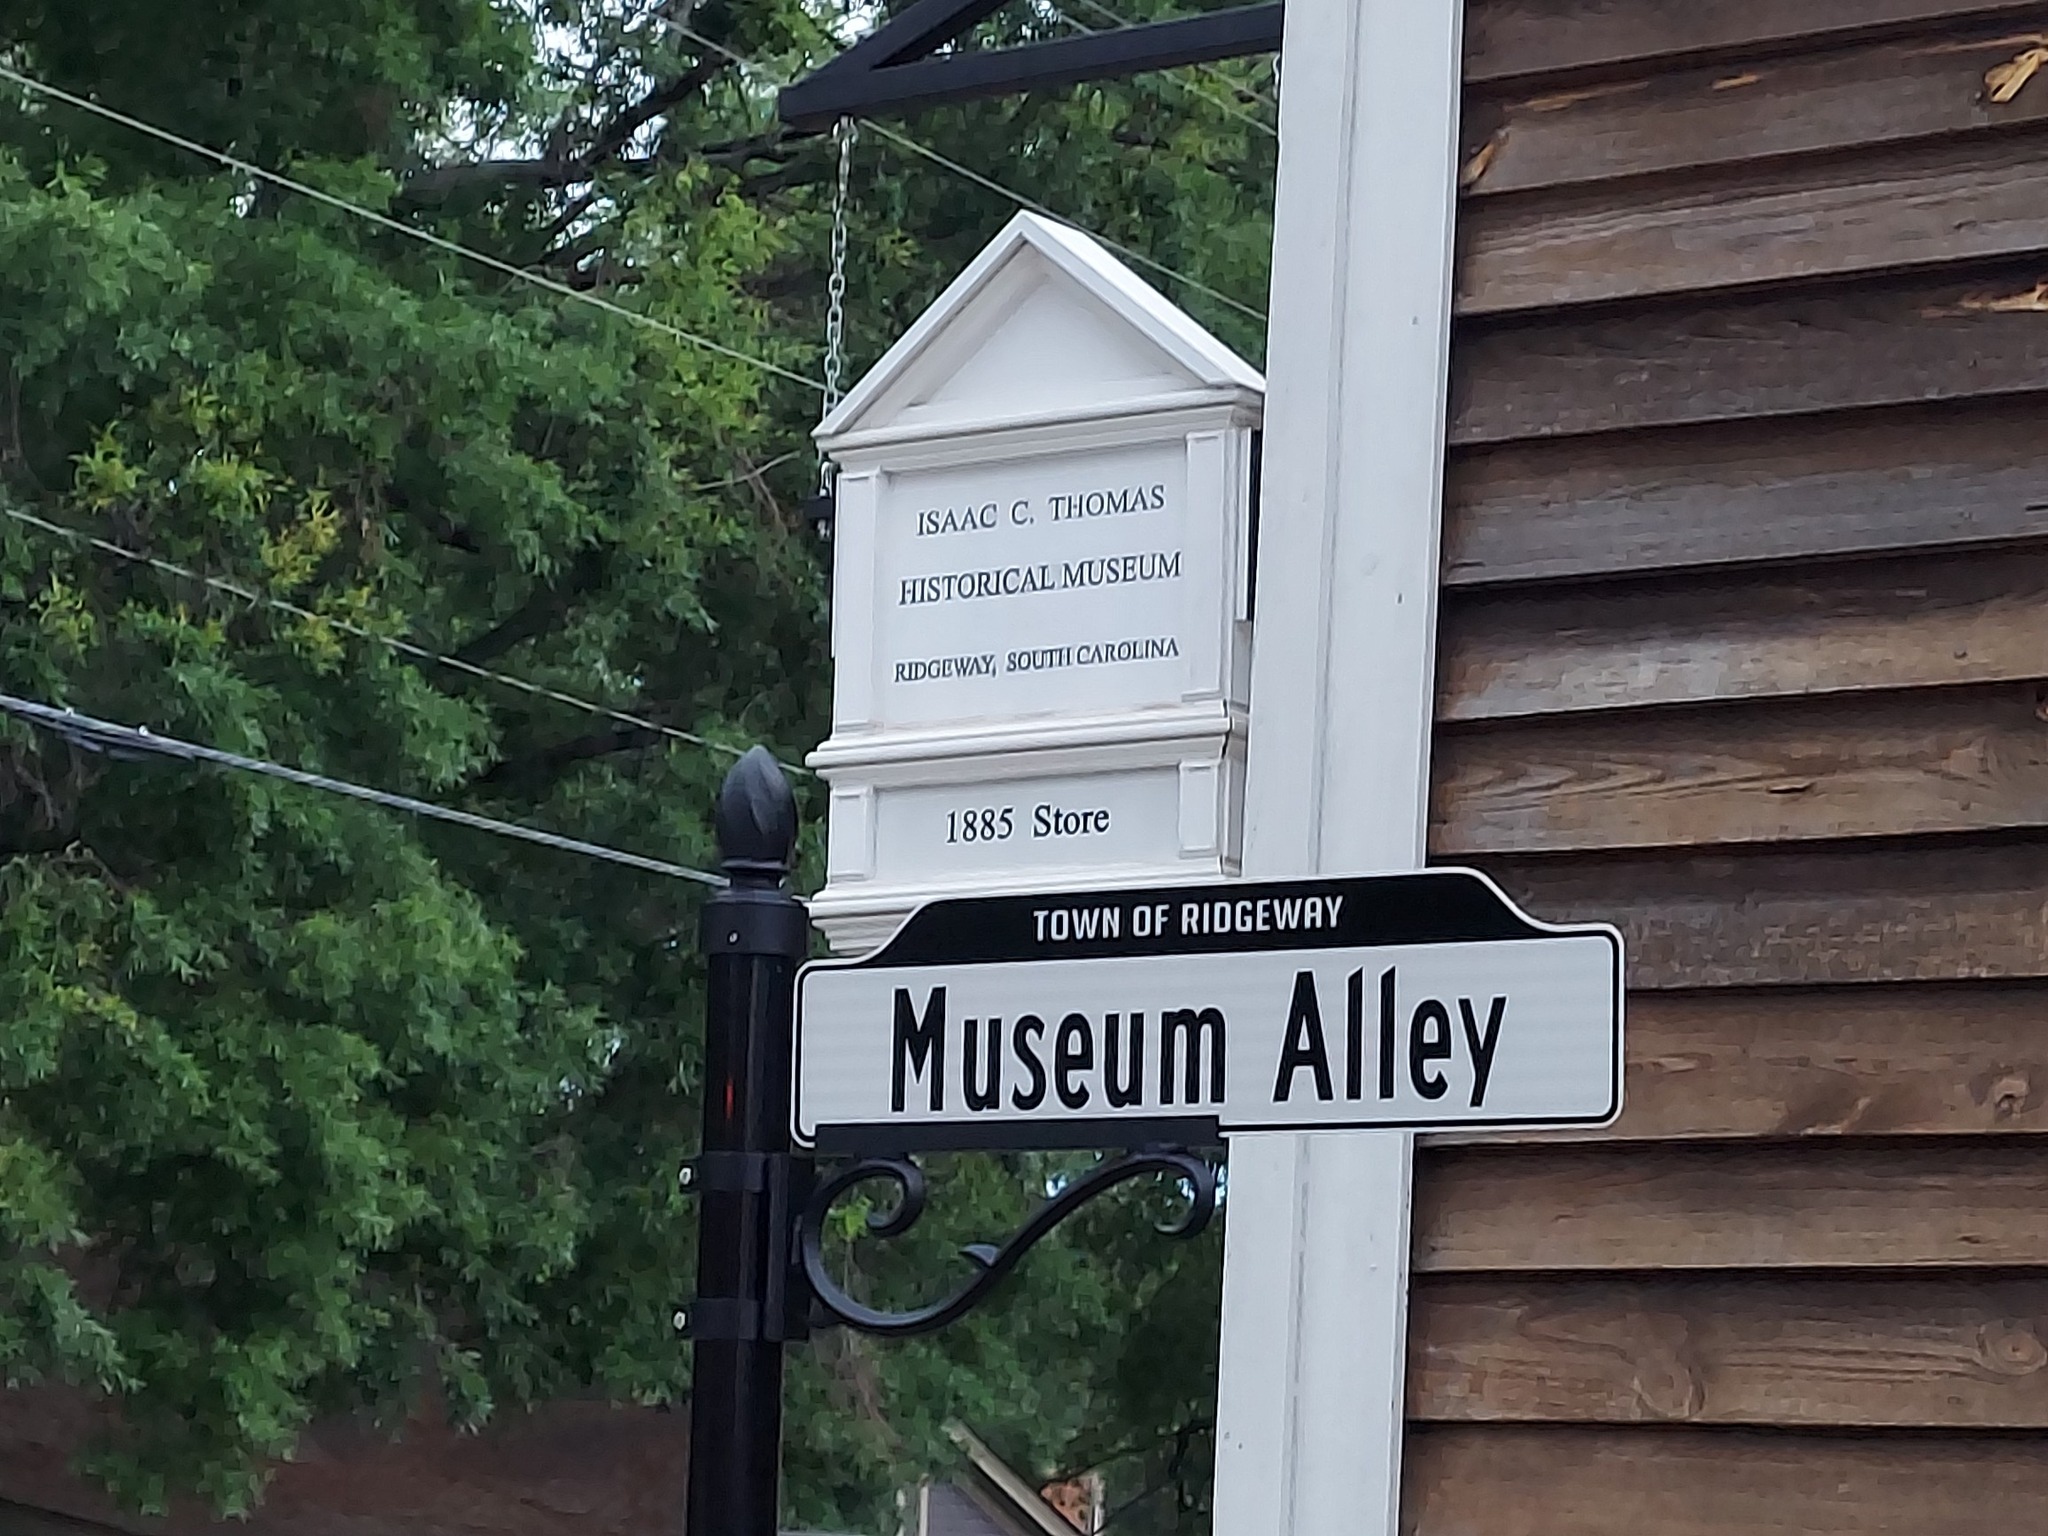 ISAAC C. THOMAS
HISTORICAL MUSEUM
RIDGEWAY, SOUTH CAROLINA
1885 Store
TOWN OF RIDGEWAY
Museum Alley